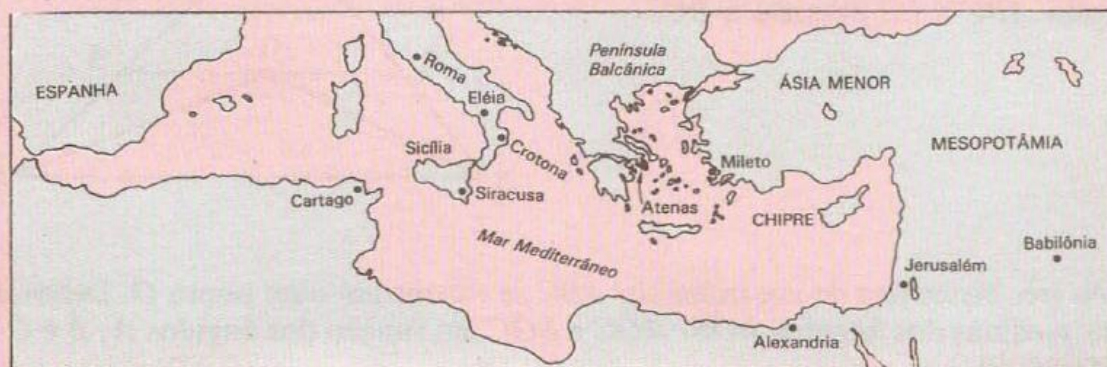 Península
Balcânica
ESPANHA
Roma
ÁSIA MENOR
Eléia
MESOPOTÂMIA
Sicília
Crotona
Mileto
Cartago
Siracusa
Atenas
CHIPRE
Mar Mediterrâneo
Babilônia
Jerusalém
Alexandria